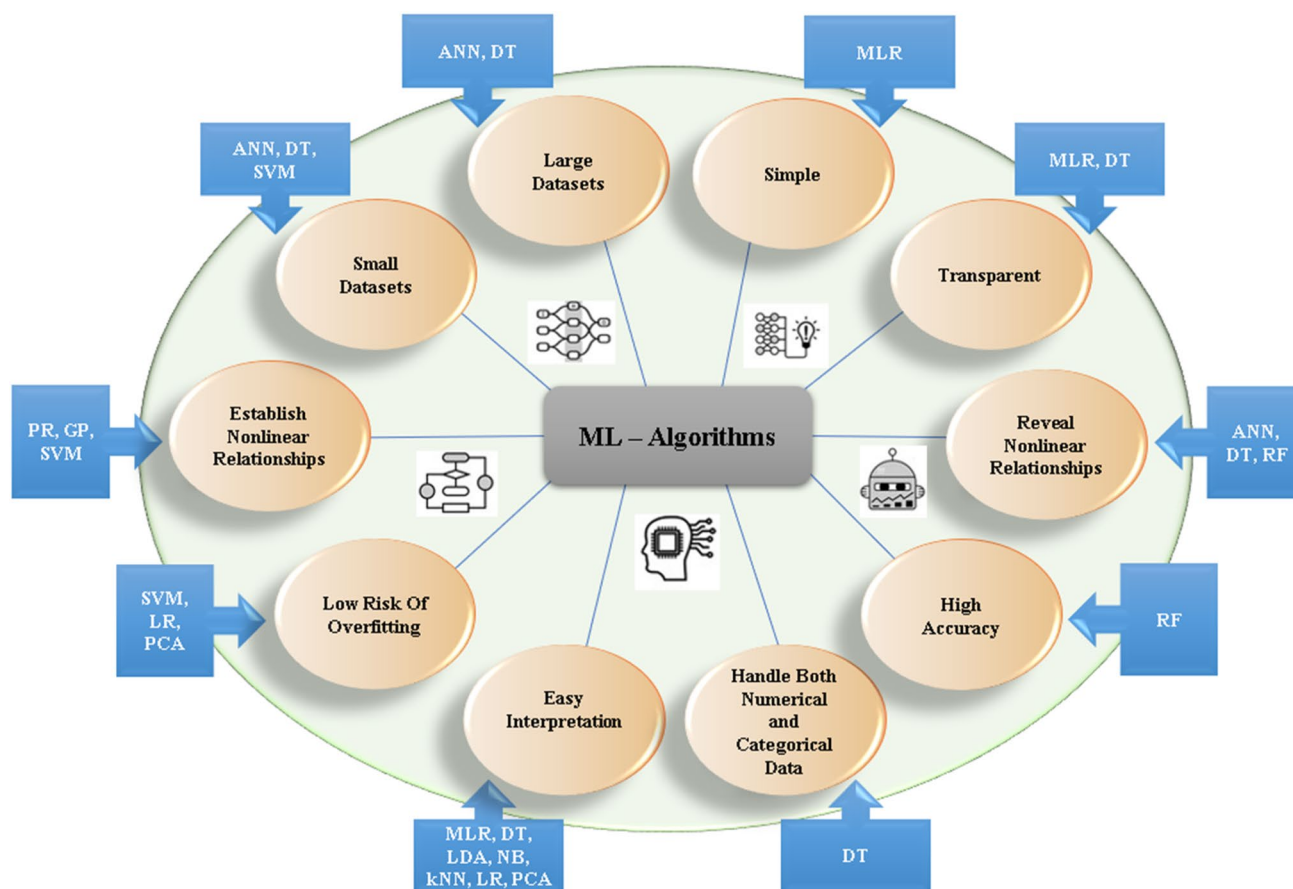 ANN, DT
MLR
ANN, DT,
SVM
MLR, DT
Large
Datasets
Simple
Small
Datasets
Transparent
PR, GP,
SVM
Establish
Nonlinear
Relationships
ML – Algorithms
Reveal
Nonlinear
Relationships
ANN,
DT, RF
SVM,
LR,
PCA
Low Risk Of
Overfitting
High
Accuracy
RF
Easy
Interpretation
Handle Both
Numerical
and
Categorical
Data
MLR, DT,
LDA, NB,
kNN, LR, PCA
DT